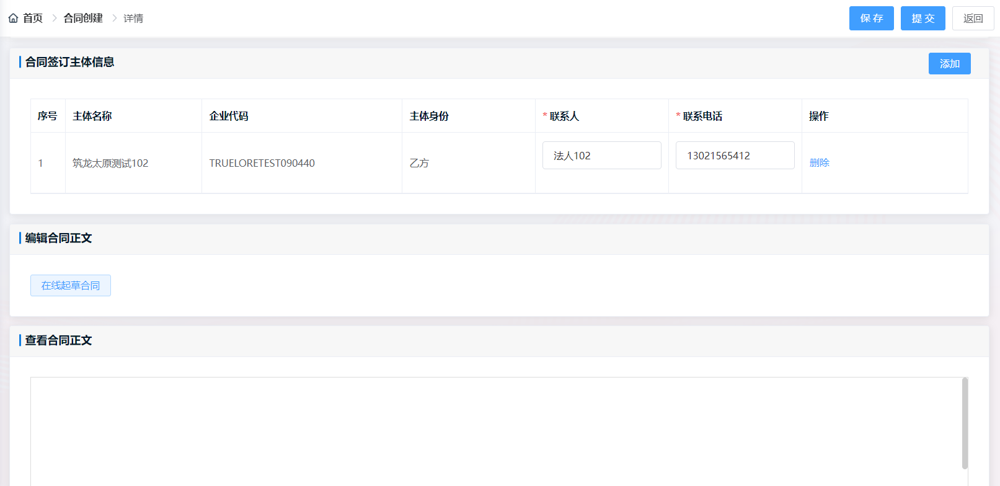 首页 合同创建 详情 保存 提交 返回
合同签订主体信息 添加
序号 主体名称 企业代码 主体身份 * 联系人 * 联系电话 操作
1 筑龙太原测试102 TRUELORETEST090440 乙方 法人102 13021565412 删除
编辑合同正文
在线起草合同
查看合同正文